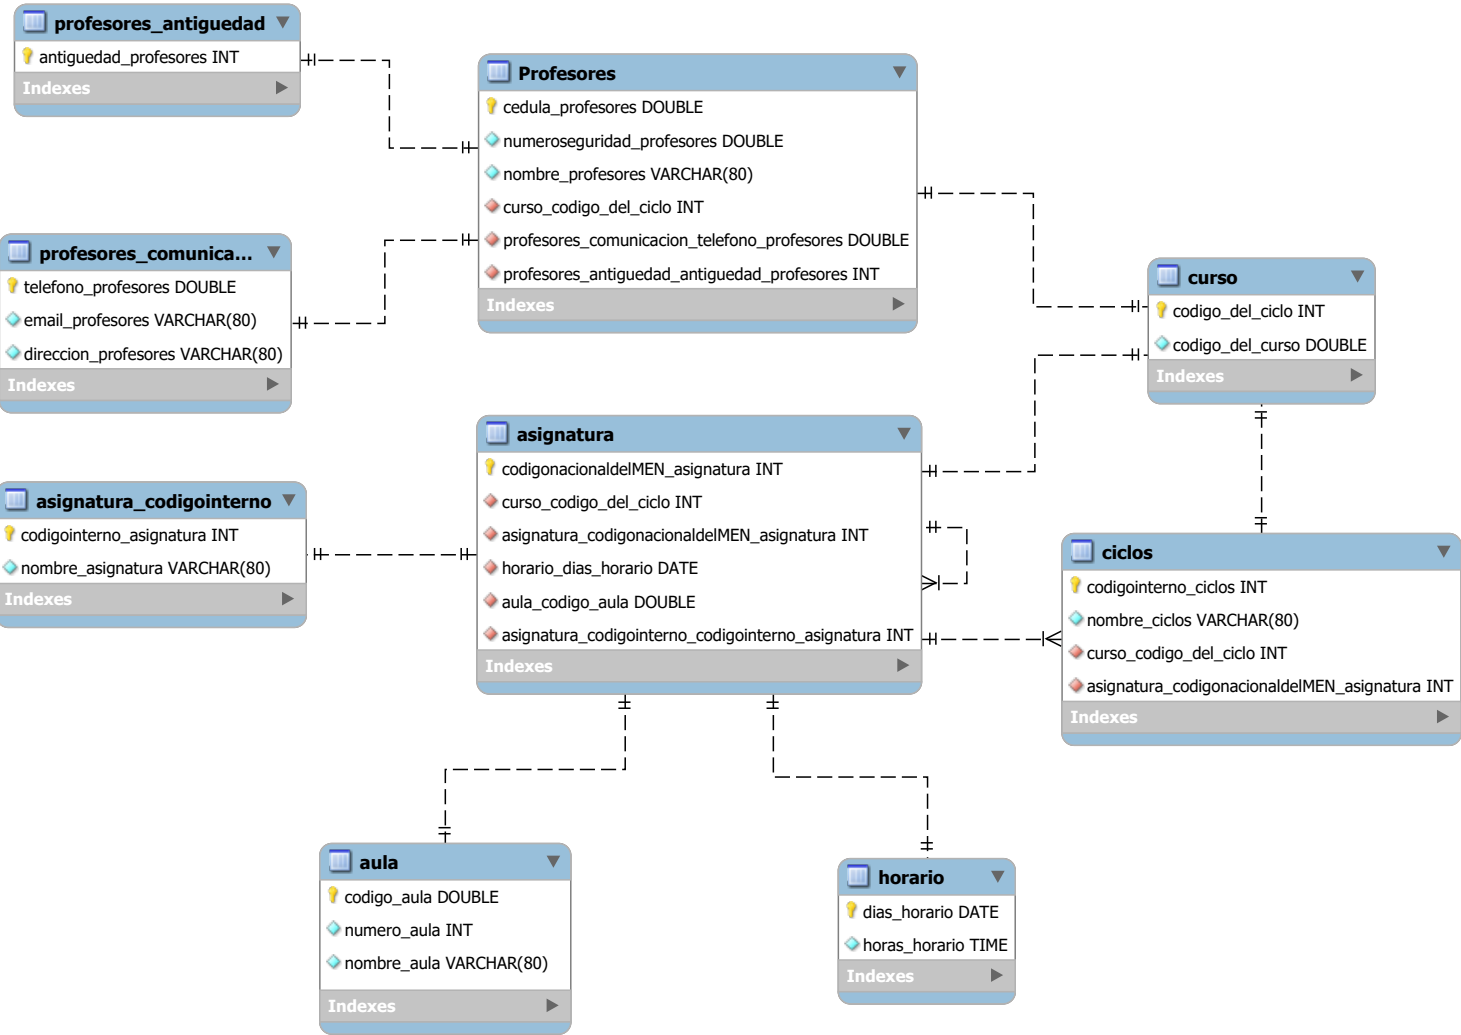 profesores_antiguedad
antiguedad_profesores INT
Indexes
Profesores
cedula_profesores DOUBLE
numeroseguridad_profesores DOUBLE
nombre_profesores VARCHAR(80)
curso_codigo_del_ciclo INT
profesores_comunicacion_telefono_profesores DOUBLE
profesores_antiguedad_antiguedad_profesores INT
Indexes
profesores_comunica...
telefono_profesores DOUBLE
email_profesores VARCHAR(80)
direccion_profesores VARCHAR(80)
Indexes
curso
codigo_del_ciclo INT
codigo_del_curso DOUBLE
Indexes
asignatura
codigonacionaldelMEN_asignatura INT
curso_codigo_del_ciclo INT
asignatura_codigonacionaldelMEN_asignatura INT
horario_dias_horario DATE
aula_codigo_aula DOUBLE
asignatura_codigointerno_codigointerno_asignatura INT
Indexes
asignatura_codigointerno
codigointerno_asignatura INT
nombre_asignatura VARCHAR(80)
Indexes
ciclos
codigointerno_ciclos INT
nombre_ciclos VARCHAR(80)
curso_codigo_del_ciclo INT
asignatura_codigonacionaldelMEN_asignatura INT
Indexes
aula
codigo_aula DOUBLE
numero_aula INT
nombre_aula VARCHAR(80)
Indexes
horario
dias_horario DATE
horas_horario TIME
Indexes